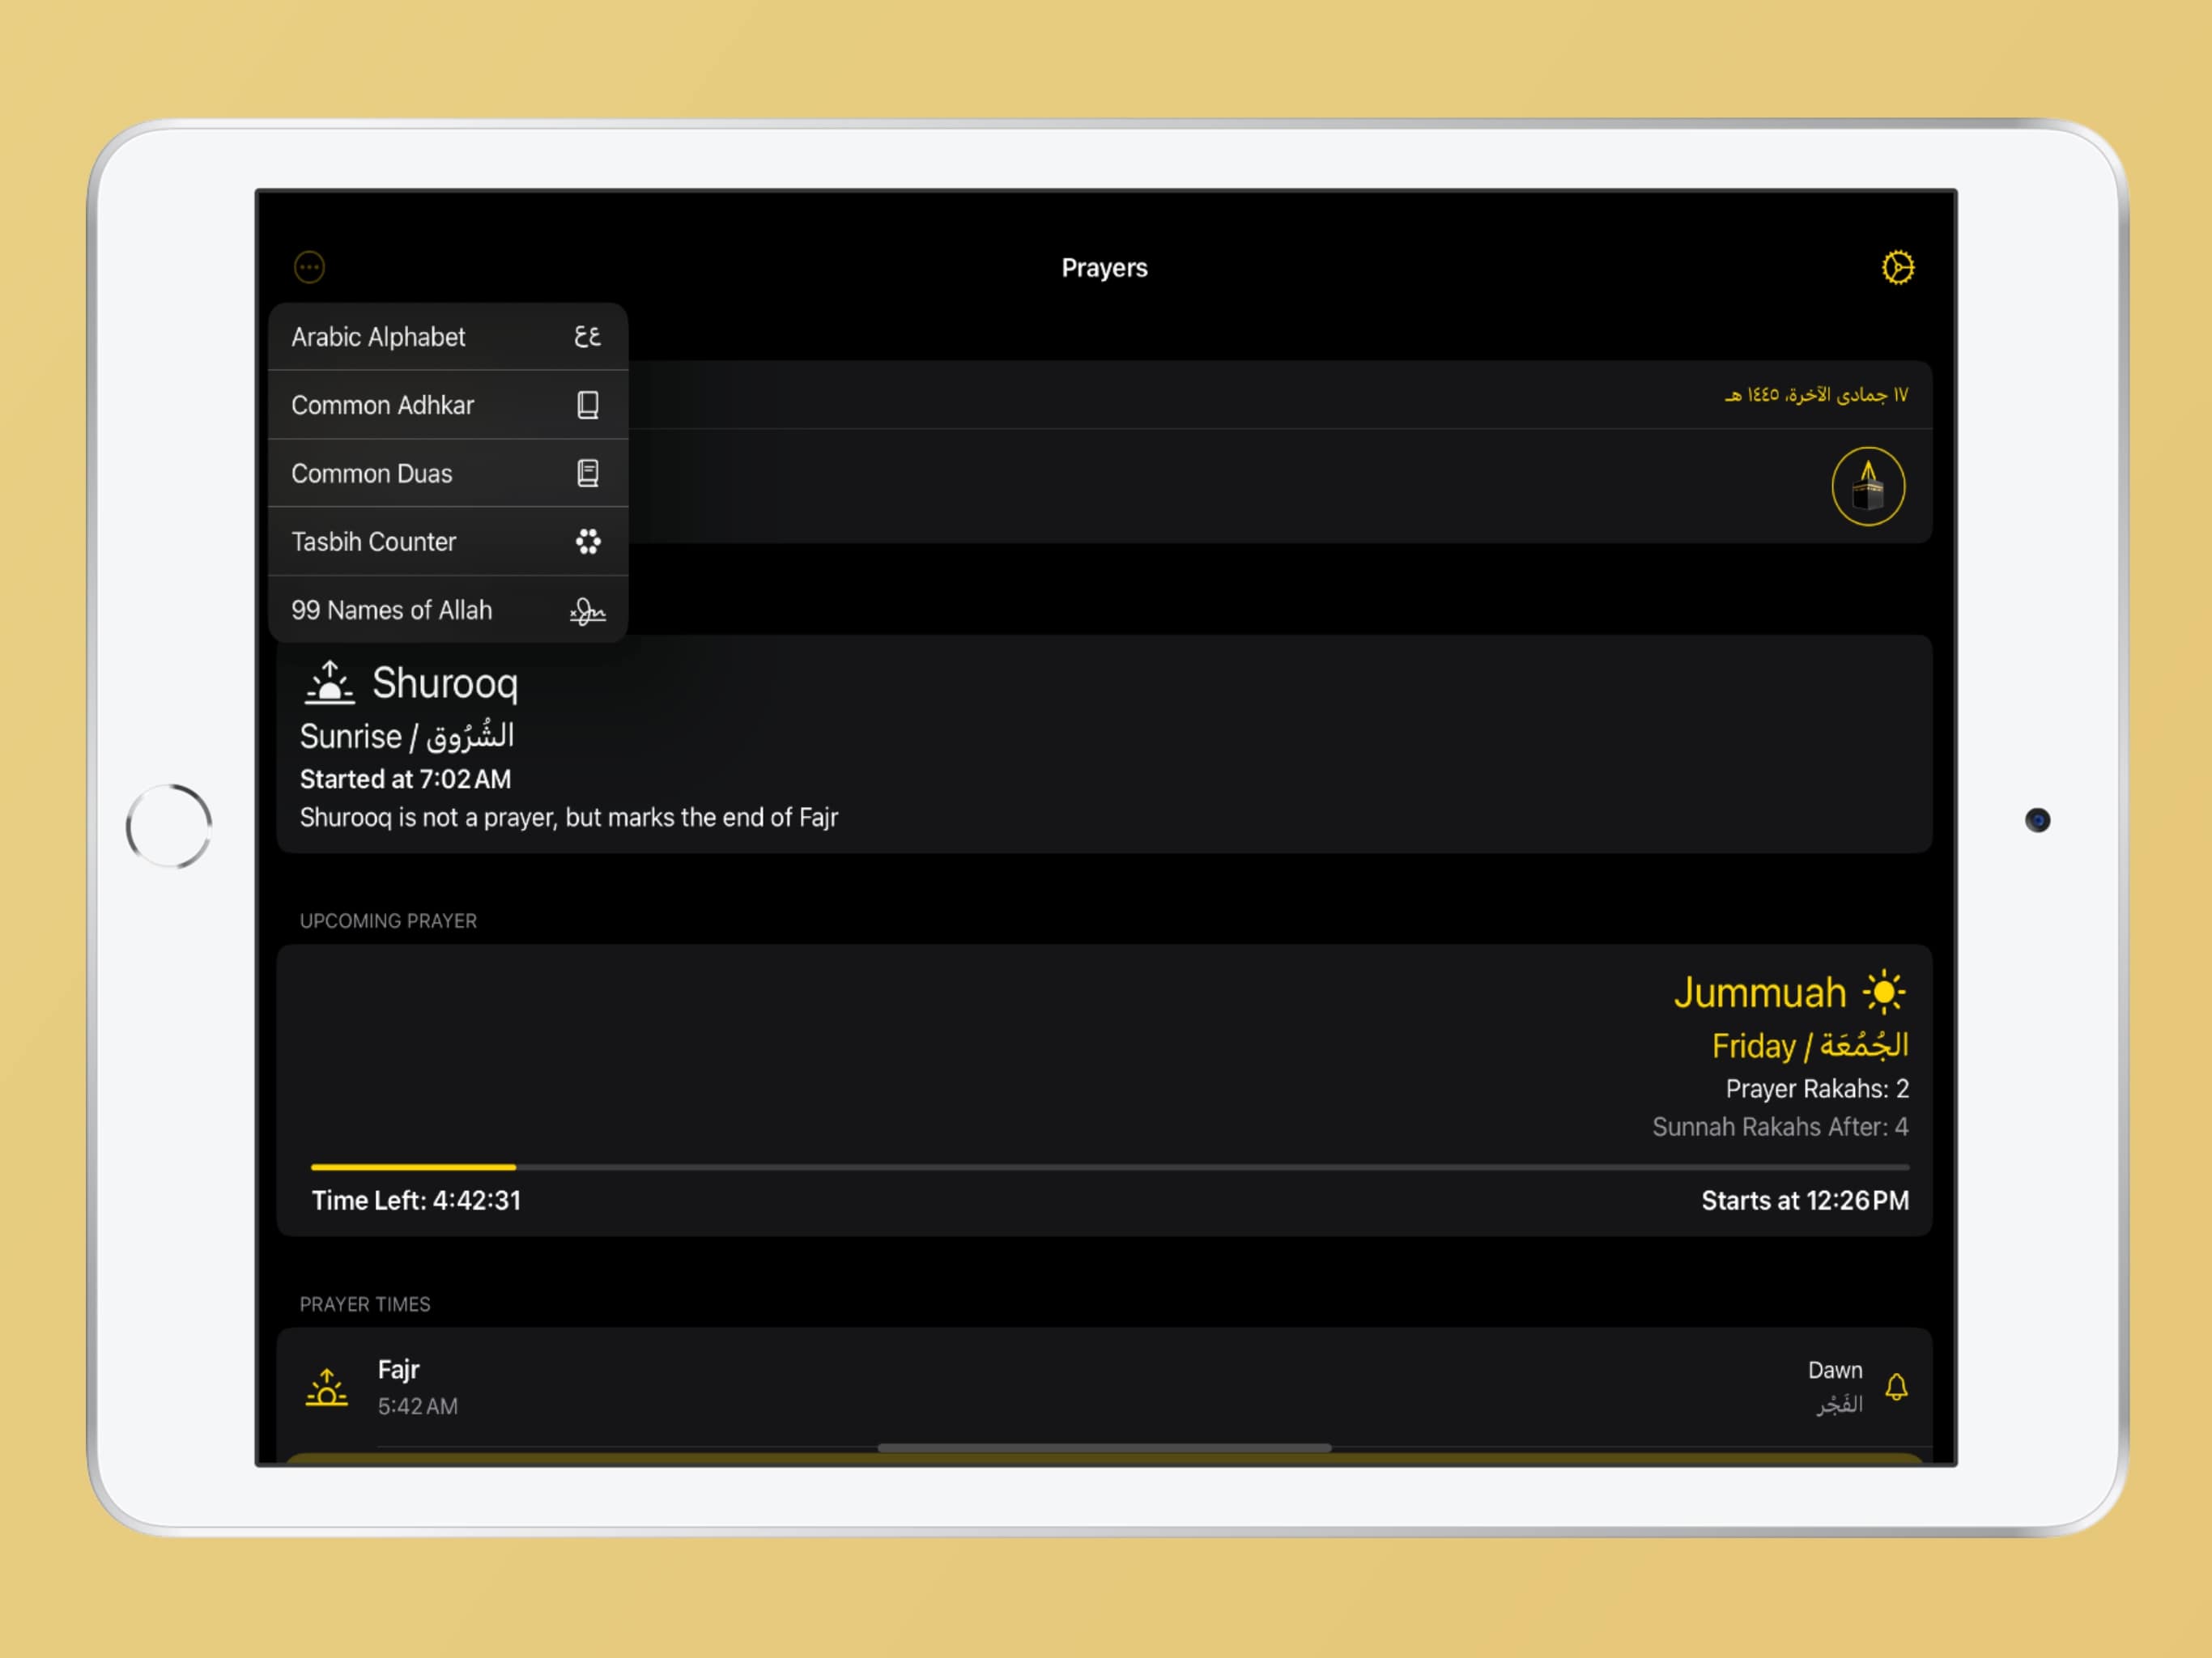 Prayers
Arabic Alphabet ع ع
Common Adhkar
Common Duas
Tasbih Counter
99 Names of Allah
١٧ جمادى الآخرة، ١٤٤٥ هـ
Shurooq
Sunrise / الشُّرُوق
Started at 7:02 AM
Shurooq is not a prayer, but marks the end of Fajr
UPCOMING PRAYER
Jummuah
Friday / الجُمُعَة
Prayer Rakahs: 2
Sunnah Rakahs After: 4
Time Left: 4:42:31
Starts at 12:26 PM
PRAYER TIMES
Fajr
5:42 AM
Dawn
الفَجْر